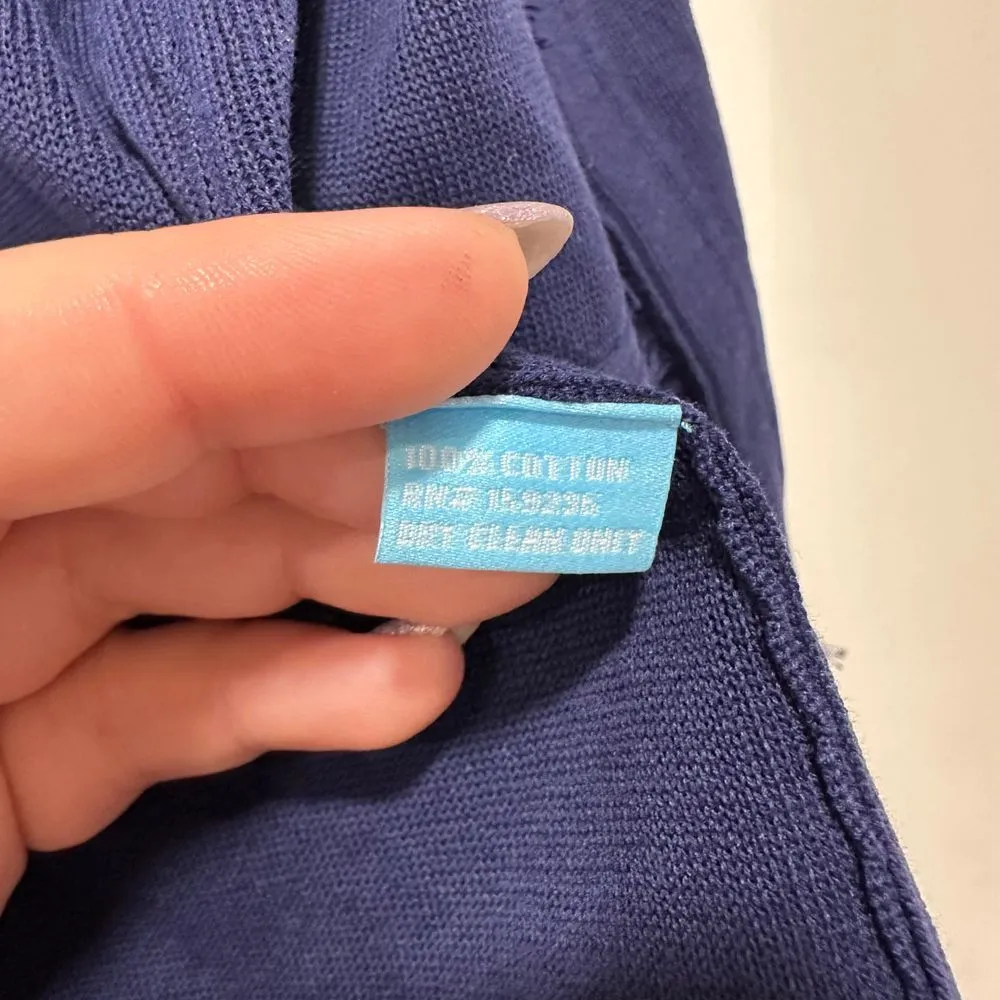 100% COTTON
RN# 159236
DRY CLEAN ONLY